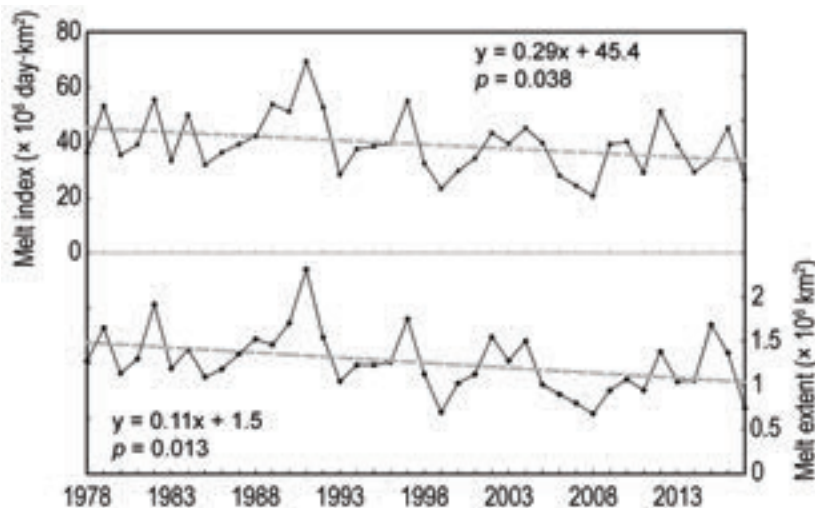 Melt index (× 10⁶ day·km²)
80
60
40
20
0
y = 0.29x + 45.4
p = 0.038
Melt extent (× 10⁶ km²)
2
1.5
1
0.5
0
y = 0.11x + 1.5
p = 0.013
1978 1983 1988 1993 1998 2003 2008 2013